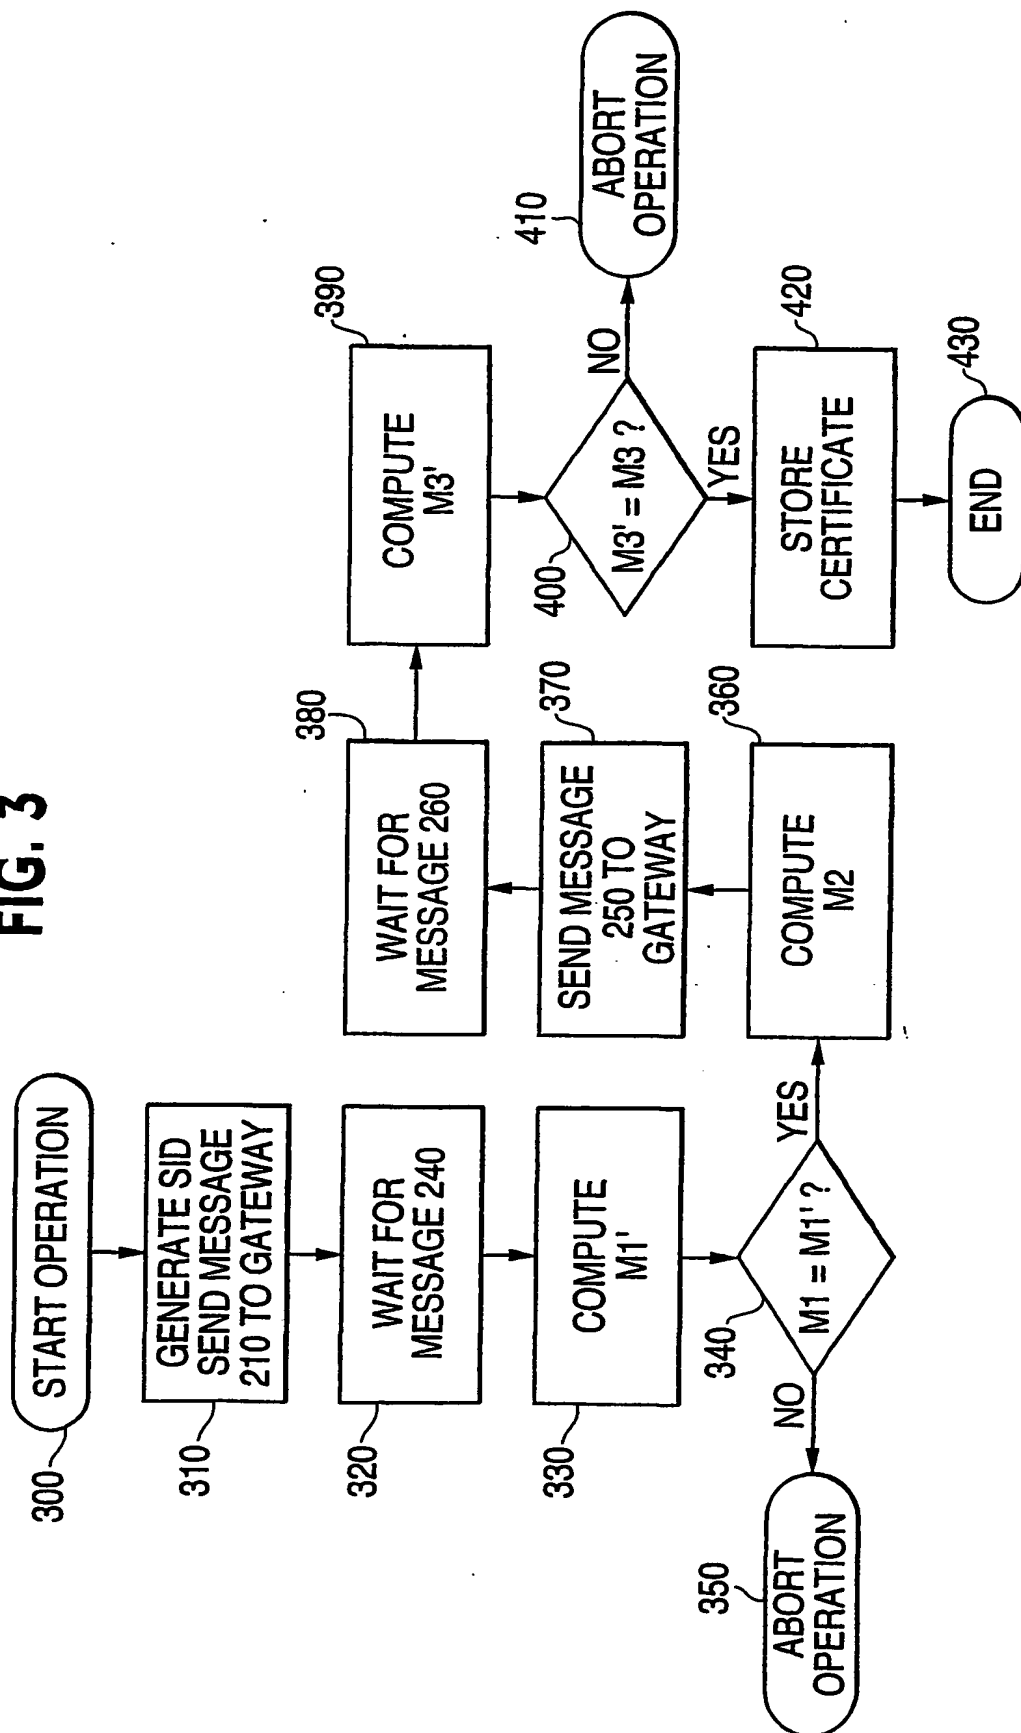 FIG. 3
300
START OPERATION
310
GENERATE SID
SEND MESSAGE
210 TO GATEWAY
320
WAIT FOR
MESSAGE 240
330
COMPUTE
M1'
340
M1 = M1' ?
NO
YES
350
ABORT
OPERATION
360
COMPUTE
M2
370
SEND MESSAGE
250 TO
GATEWAY
380
WAIT FOR
MESSAGE 260
390
COMPUTE
M3'
400
M3' = M3 ?
NO
YES
410
ABORT
OPERATION
420
STORE
CERTIFICATE
430
END